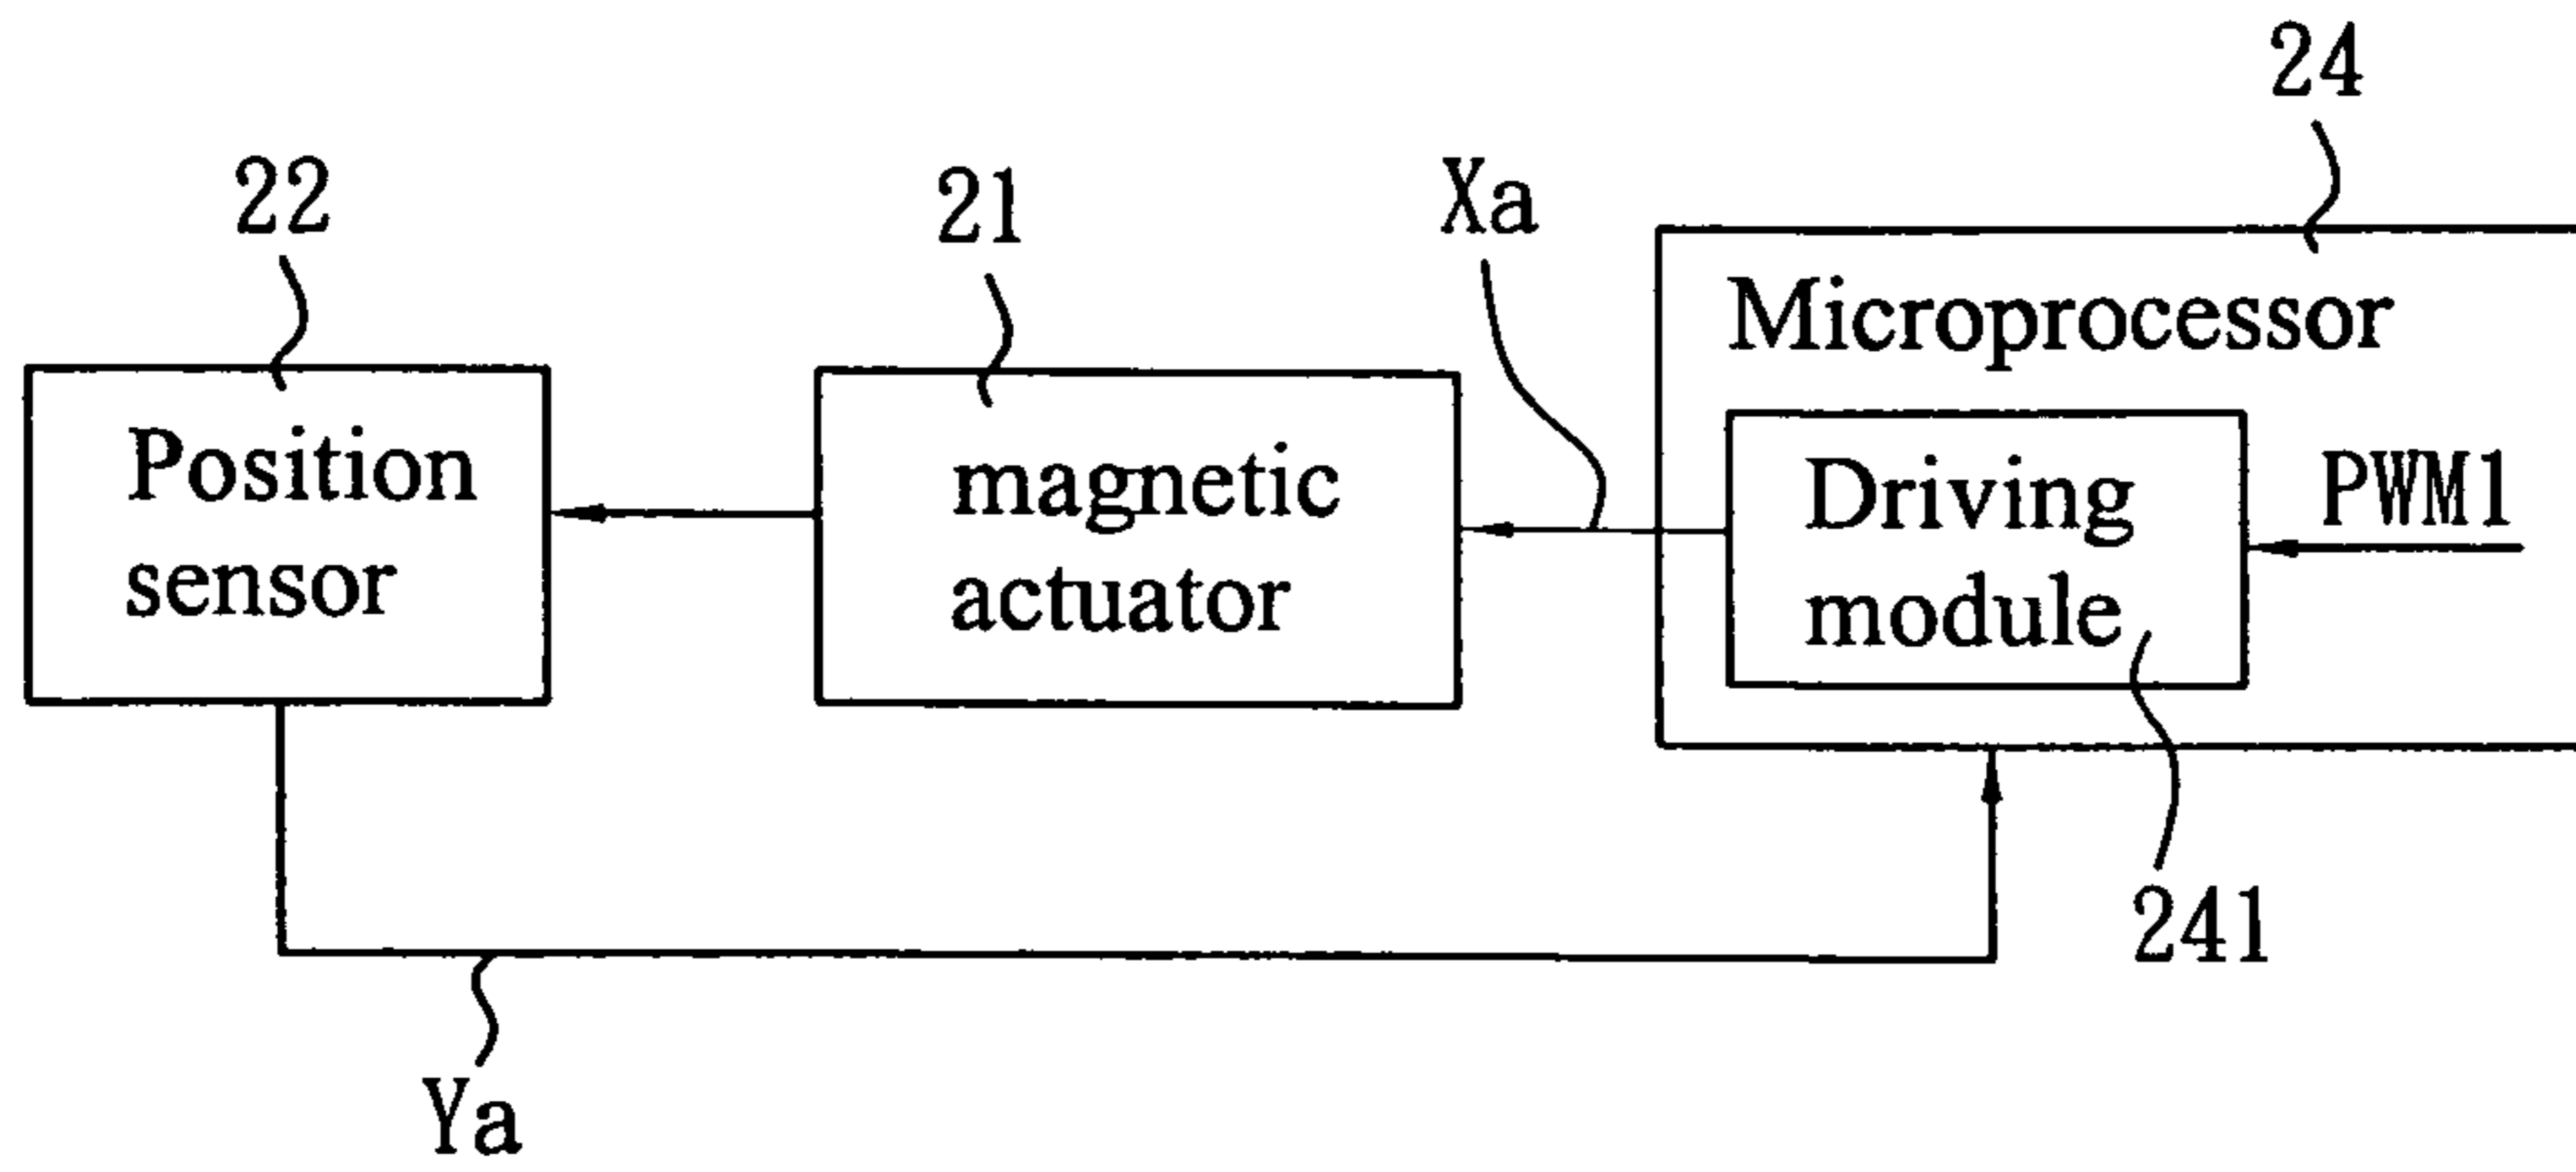 24
22
21
Xa
Microprocessor
Position
sensor
magnetic
actuator
Driving
module
PWM1
241
Ya